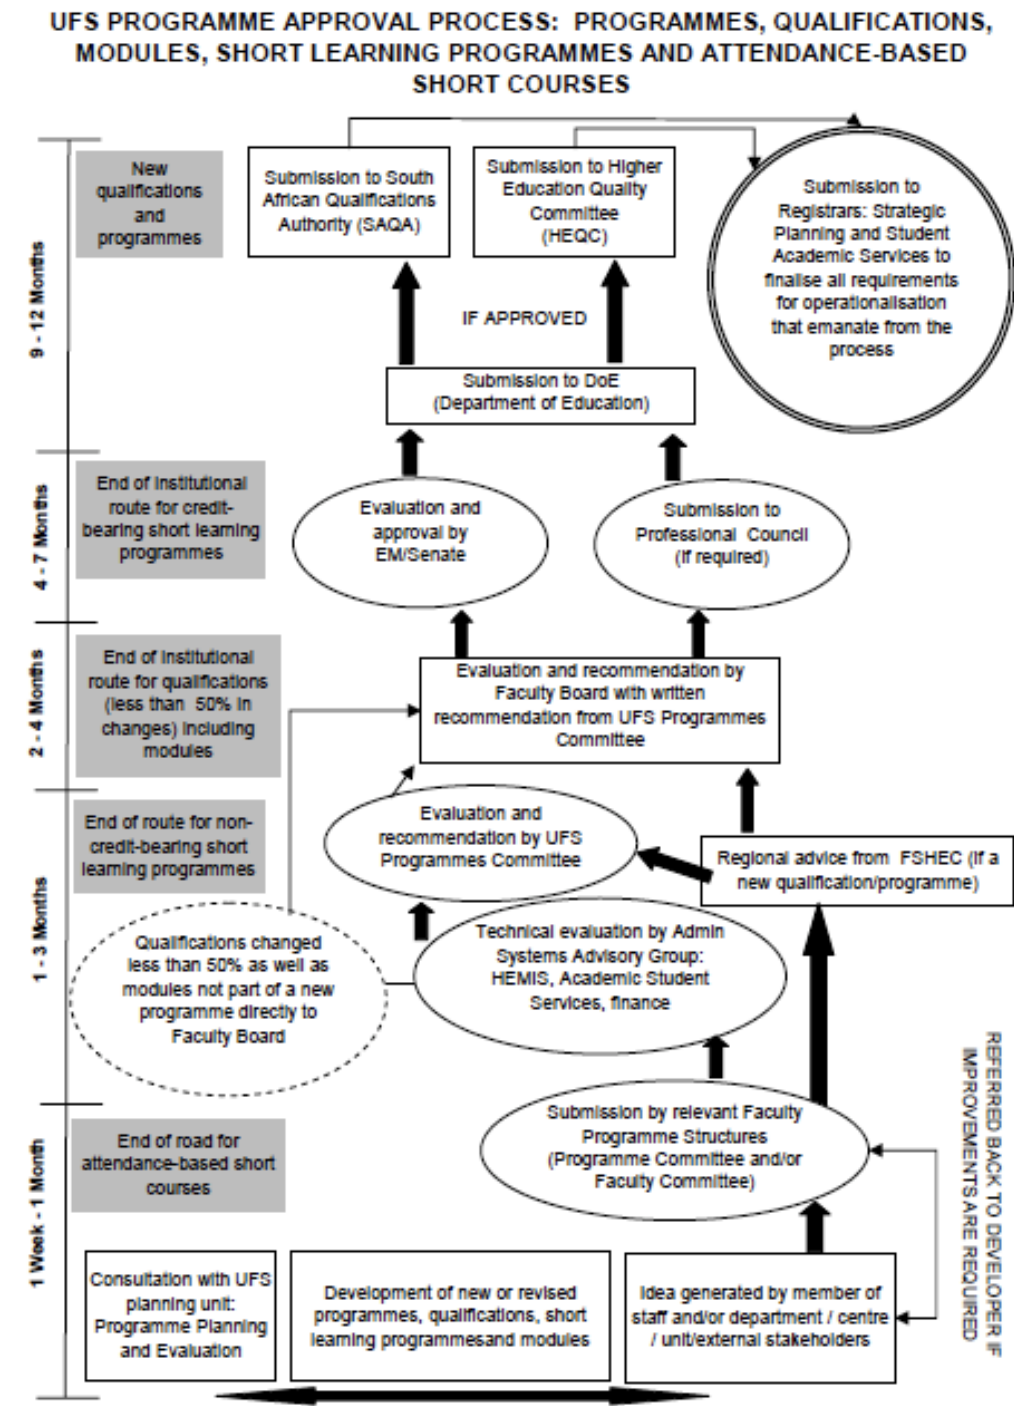 UFS PROGRAMME APPROVAL PROCESS:  PROGRAMMES, QUALIFICATIONS,
MODULES, SHORT LEARNING PROGRAMMES AND ATTENDANCE-BASED
SHORT COURSES
9 - 12 Months
New
qualifications
and
programmes
Submission to South
African Qualifications
Authority (SAQA)
Submission to Higher
Education Quality
Committee
(HEQC)
Submission to
Registrars: Strategic
Planning and Student
Academic Services to
finalise all requirements
for operationalisation
that emanate from the
process
IF APPROVED
Submission to DoE
(Department of Education)
4 - 7 Months
End of institutional
route for credit-
bearing short learning
programmes
Evaluation and
approval by
EM/Senate
Submission to
Professional  Council
(if required)
2 - 4 Months
End of institutional
route for qualifications
(less than  50% in
changes) including
modules
Evaluation and recommendation by
Faculty Board with written
recommendation from UFS Programmes
Committee
1 - 3 Months
End of route for non-
credit-bearing short
learning programmes
Evaluation and
recommendation by UFS
Programmes Committee
Regional advice from  FSHEC (if a
new qualification/programme)
Qualifications changed
less than 50% as well as
modules not part of a new
programme directly to
Faculty Board
Technical evaluation by Admin
Systems Advisory Group:
HEMIS, Academic Student
Services, finance
1 Week - 1 Month
End of road for
attendance-based short
courses
Submission by relevant Faculty
Programme Structures
(Programme Committee and/or
Faculty Committee)
REFERRED BACK TO DEVELOPER IF
IMPROVEMENTS ARE REQUIRED
Consultation with UFS
planning unit:
Programme Planning
and Evaluation
Development of new or revised
programmes, qualifications, short
learning programmesand modules
Idea generated by member of
staff and/or department / centre
/ unit/external stakeholders